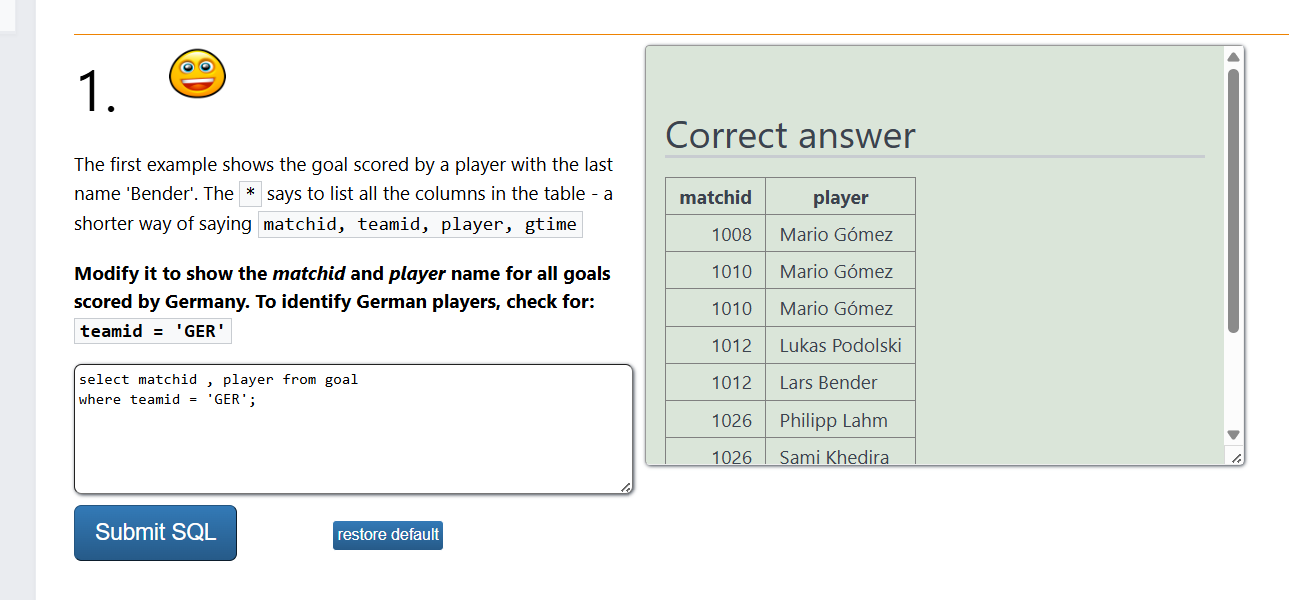 1.
The first example shows the goal scored by a player with the last
name 'Bender'. The * says to list all the columns in the table - a
shorter way of saying matchid, teamid, player, gtime
Modify it to show the matchid and player name for all goals
scored by Germany. To identify German players, check for:
teamid = 'GER'
select matchid , player from goal
where teamid = 'GER';
Submit SQL
restore default
Correct answer
matchid player
1008 Mario Gómez
1010 Mario Gómez
1010 Mario Gómez
1012 Lukas Podolski
1012 Lars Bender
1026 Philipp Lahm
1026 Sami Khedira